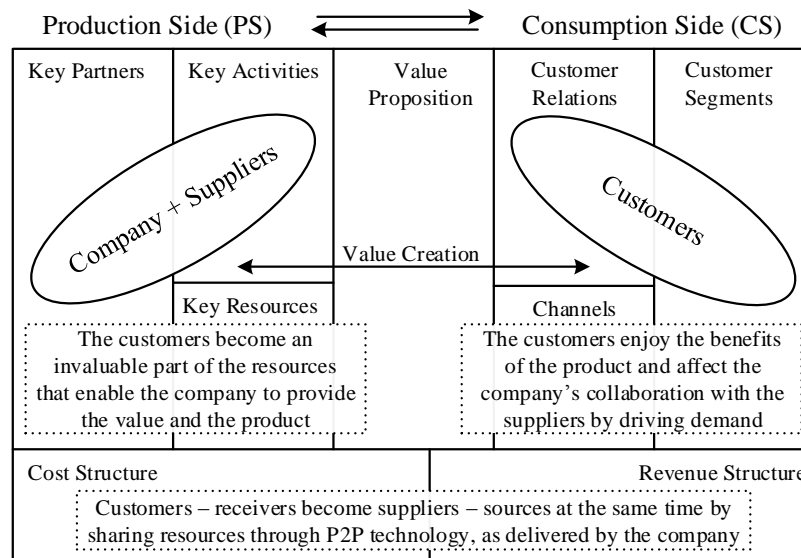 Production Side (PS)
Consumption Side (CS)
Key Partners
Key Activities
Value
Proposition
Customer
Relations
Customer
Segments
Company + Suppliers
Customers
Value Creation
Key Resources
Channels
The customers become an
invaluable part of the resources
that enable the company to provide
the value and the product
The customers enjoy the benefits
of the product and affect the
company’s collaboration with the
suppliers by driving demand
Cost Structure
Revenue Structure
Customers – receivers become suppliers – sources at the same time by
sharing resources through P2P technology, as delivered by the company